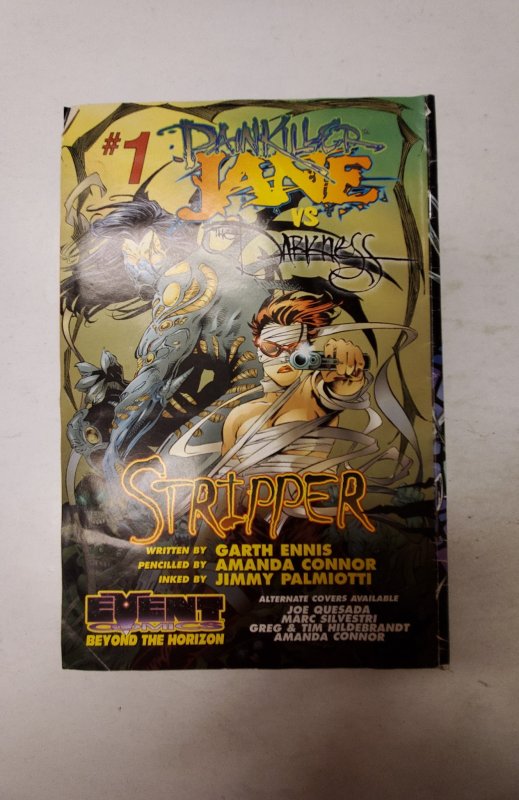 #1
PAINKILLER
JANE
VS
THE
DARKNESS
STRIPPER
WRITTEN BY GARTH ENNIS
PENCILLED BY AMANDA CONNOR
INKED BY JIMMY PALMIOTTI
EVENT
COMICS
BEYOND THE HORIZON
ALTERNATE COVERS AVAILABLE
JOE QUESADA
MARC SILVESTRI
GREG & TIM HILDEBRANDT
AMANDA CONNOR